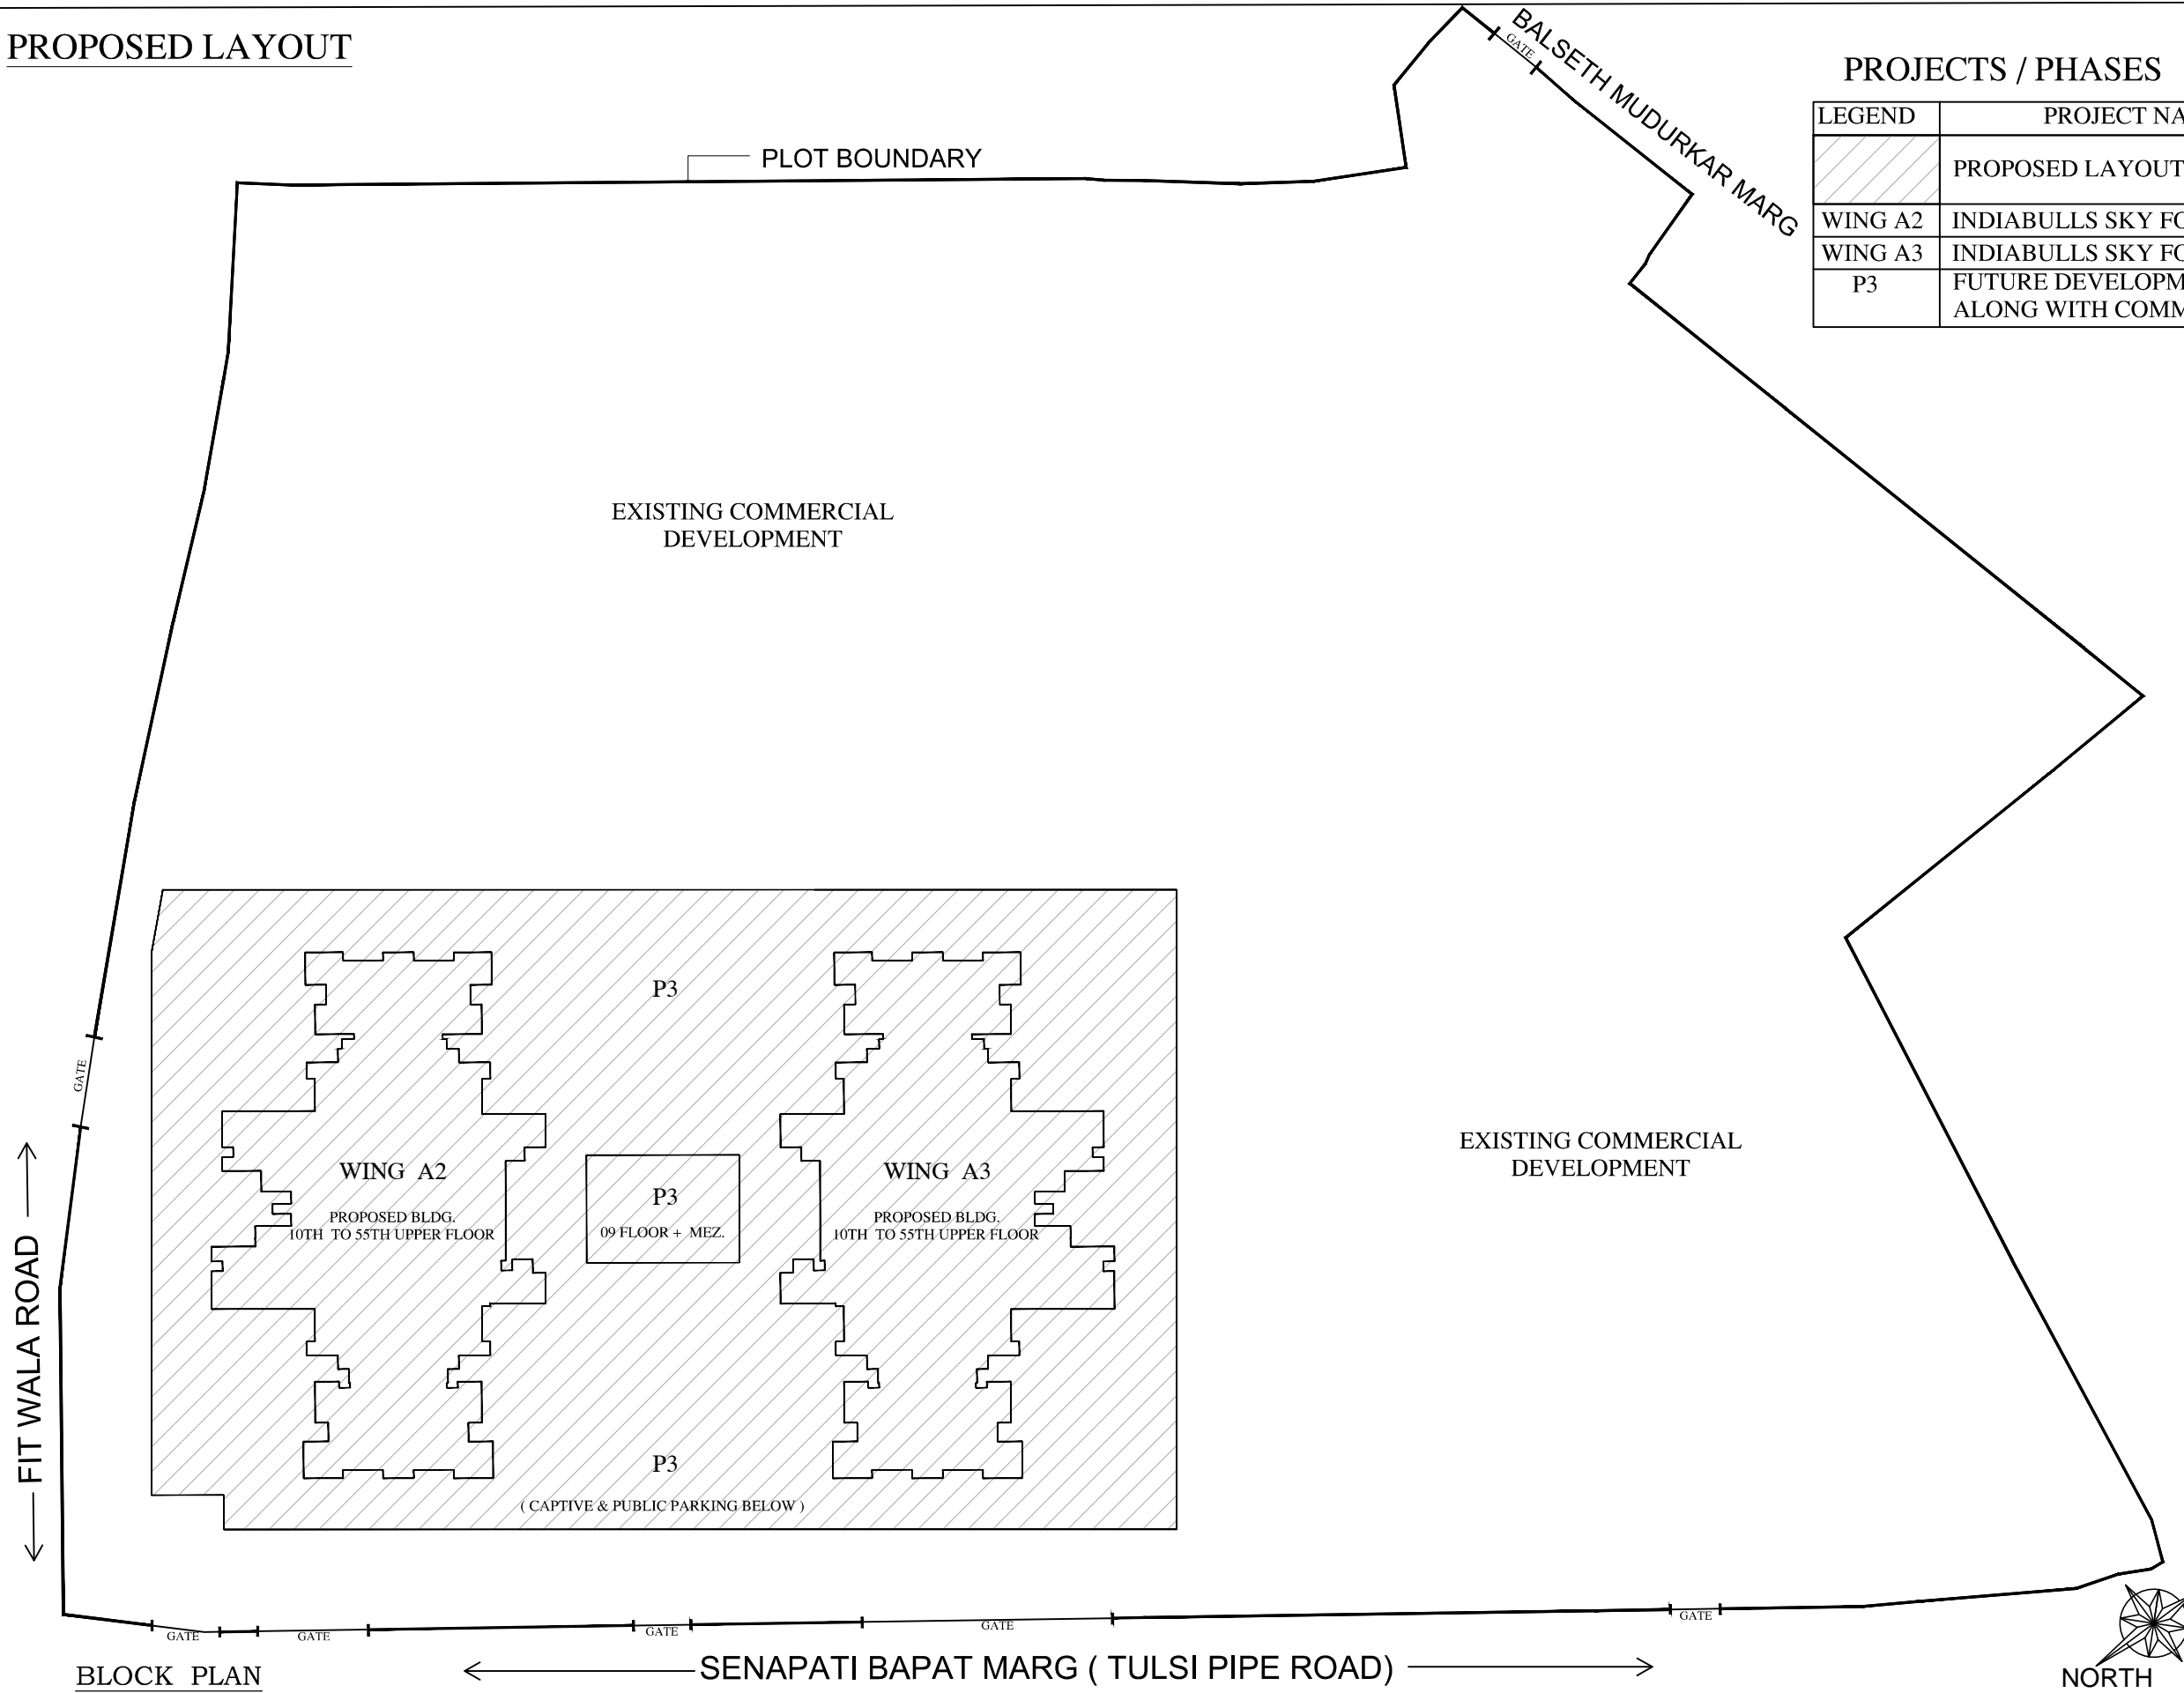 PROPOSED LAYOUT
BALSETH MUDURKAR MARG
GATE
PLOT BOUNDARY
PROJECTS / PHASES
LEGEND PROJECT NA
PROPOSED LAYOUT
WING A2 INDIABULLS SKY FO
WING A3 INDIABULLS SKY FO
P3 FUTURE DEVELOPM
ALONG WITH COMM
EXISTING COMMERCIAL
DEVELOPMENT
P3
GATE
WING A2
PROPOSED BLDG.
10TH TO 55TH UPPER FLOOR
P3
09 FLOOR + MEZ.
WING A3
PROPOSED BLDG.
10TH TO 55TH UPPER FLOOR
EXISTING COMMERCIAL
DEVELOPMENT
FIT WALA ROAD
P3
( CAPTIVE & PUBLIC PARKING BELOW )
GATE
GATE
GATE
GATE
GATE
BLOCK PLAN
SENAPATI BAPAT MARG ( TULSI PIPE ROAD)
NORTH